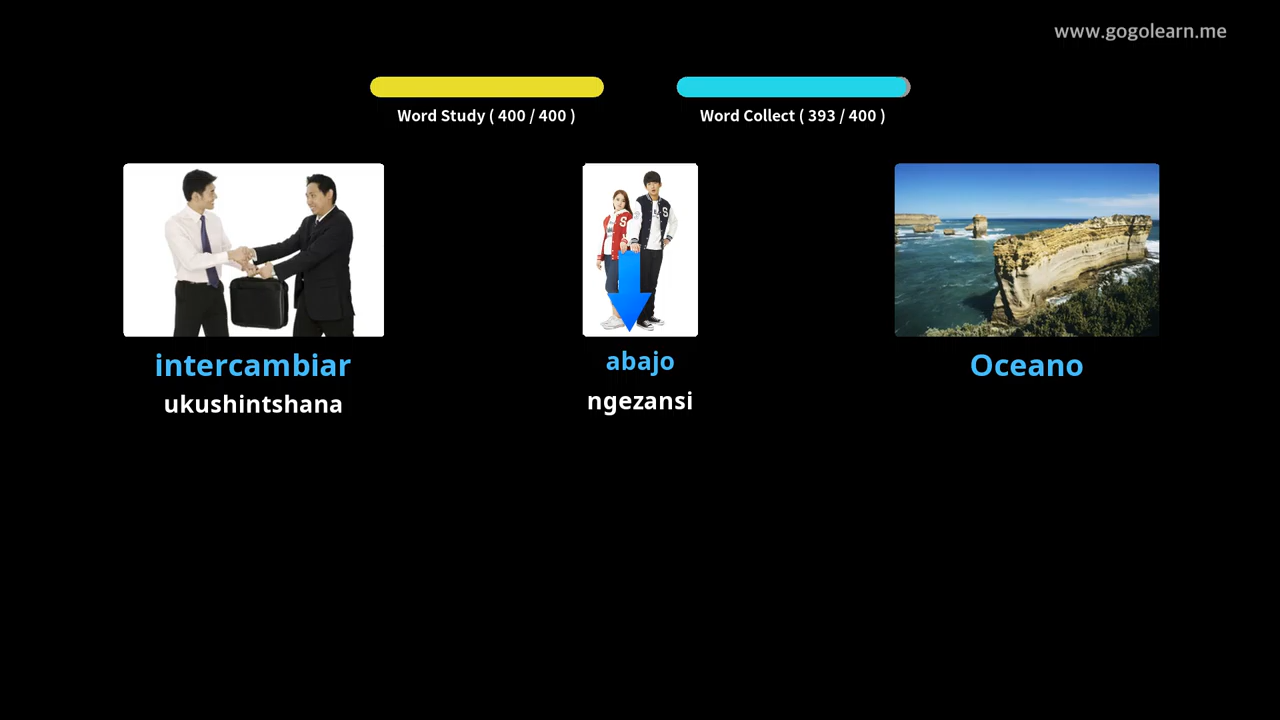 www.gogolearn.me
Word Study ( 400 / 400 )
Word Collect ( 393 / 400 )
S
S
intercambiar
abajo
Oceano
ukushintshana
ngezansi